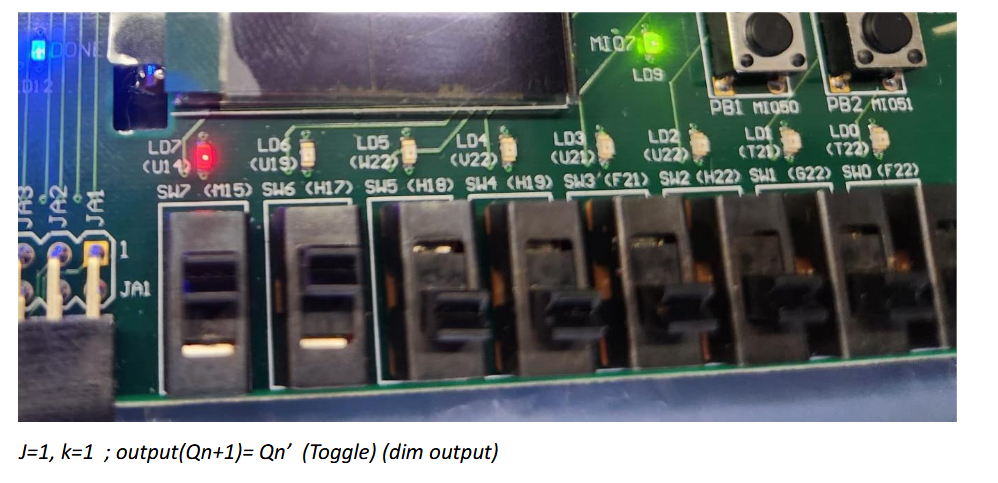 DONE
LD12
MIO7
LD9
PB1 MIO50
PB2 MIO51
LD7
(U14)
LD6
(U19)
LD5
(W22)
LD4
(V22)
LD3
(U21)
LD2
(U22)
LD1
(T21)
LD0
(T22)
SW7 (M15)
SW6 (H17)
SW5 (H18)
SW4 (H19)
SW3 (F21)
SW2 (H22)
SW1 (G22)
SW0 (F22)
JA3
JA2
JA1
1
JA1
J=1, k=1 ; output(Qn+1)= Qn’ (Toggle) (dim output)